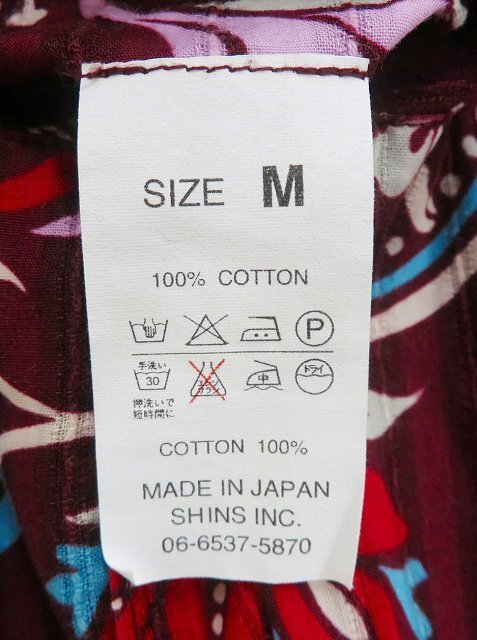 SIZE M
100% COTTON
P
手洗い
30 エンソ サラシ 中 ドライ
押洗いで
短時間に
COTTON 100%
MADE IN JAPAN
SHINS INC.
06-6537-5870